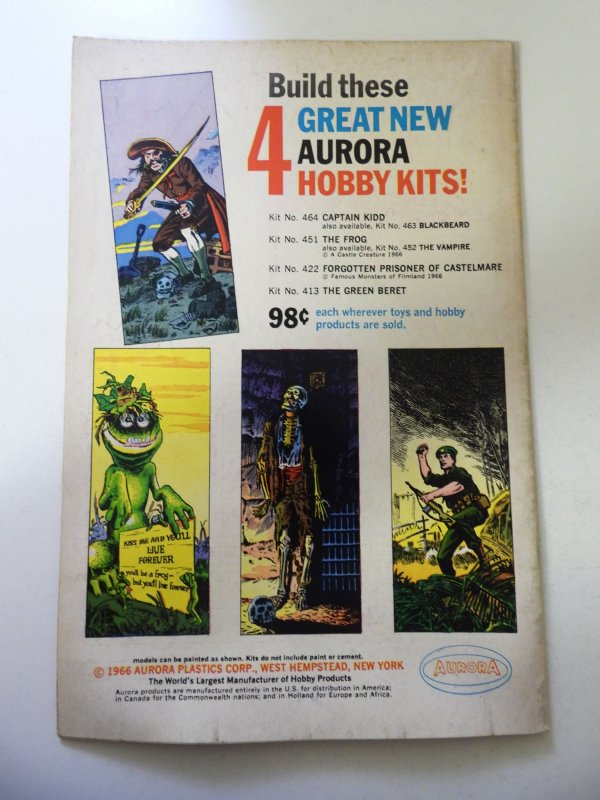 Build these
4 GREAT NEW
AURORA
HOBBY KITS!
Kit No. 464 CAPTAIN KIDD
also available, Kit No. 463 BLACKBEARD
Kit No. 451 THE FROG
also available, Kit No. 452 THE VAMPIRE
© A Castle Creature 1966
Kit No. 422 FORGOTTEN PRISONER OF CASTELMARE
© Famous Monsters of Filmland 1966
Kit No. 413 THE GREEN BERET
98¢ each wherever toys and hobby
products are sold.
KISS ME AND YOU'LL
LIVE
FOREVER
you'll be a frog-
but you'll live forever
models can be painted as shown. Kits do not include paint or cement.
© 1966 AURORA PLASTICS CORP., WEST HEMPSTEAD, NEW YORK
The World's Largest Manufacturer of Hobby Products
Aurora products are manufactured entirely in the U.S. for distribution in America;
in Canada for the Commonwealth nations; and in Holland for Europe and Africa.
AURORA